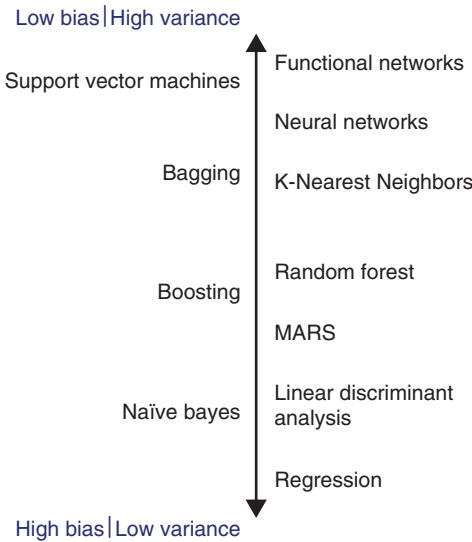 Low bias|High variance
Functional networks
Support vector machines
Neural networks
Bagging
K-Nearest Neighbors
Random forest
Boosting
MARS
Linear discriminant
analysis
Naïve bayes
Regression
High bias|Low variance